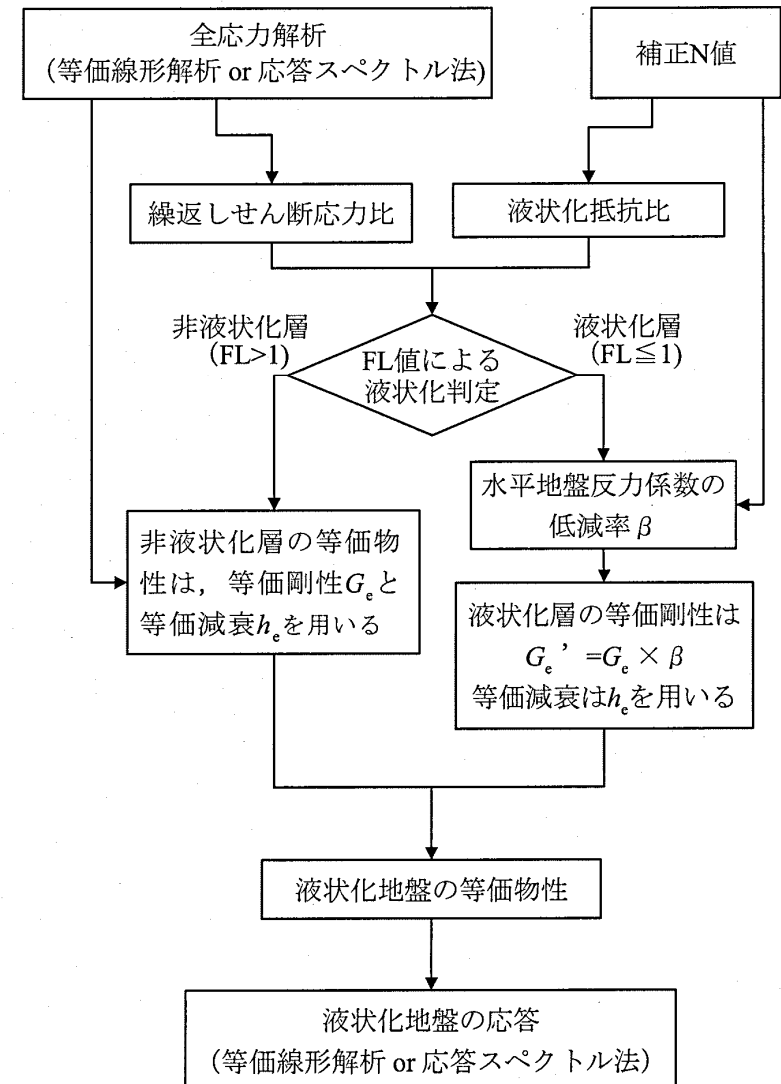 全応力解析
（等価線形解析 or 応答スペクトル法)
補正N値
繰返しせん断応力比
液状化抵抗比
非液状化層
(FL>1)
液状化層
(FL≦1)
FL値による
液状化判定
水平地盤反力係数の
低減率 β
非液状化層の等価物
性は，等価剛性Geと
等価減衰heを用いる
液状化層の等価剛性は
Ge’=Ge × β
等価減衰はheを用いる
液状化地盤の等価物性
液状化地盤の応答
（等価線形解析 or 応答スペクトル法）